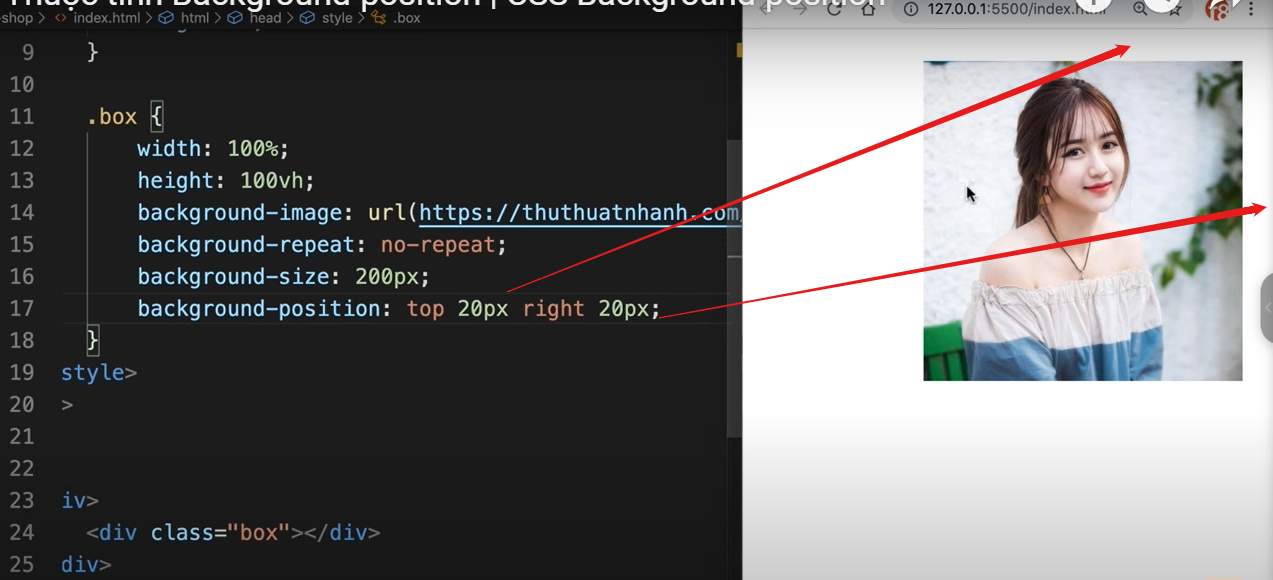 Thuộc tính Background position | CSS Background position
-shop > index.html > html > head > style > .box
127.0.0.1:5500/index.html
9 }
10
11 .box {
12 width: 100%;
13 height: 100vh;
14 background-image: url(https://thuthuatnhanh.com/
15 background-repeat: no-repeat;
16 background-size: 200px;
17 background-position: top 20px right 20px;
18 }
19 style>
20 >
21
22
23 iv>
24 <div class="box"></div>
25 div>